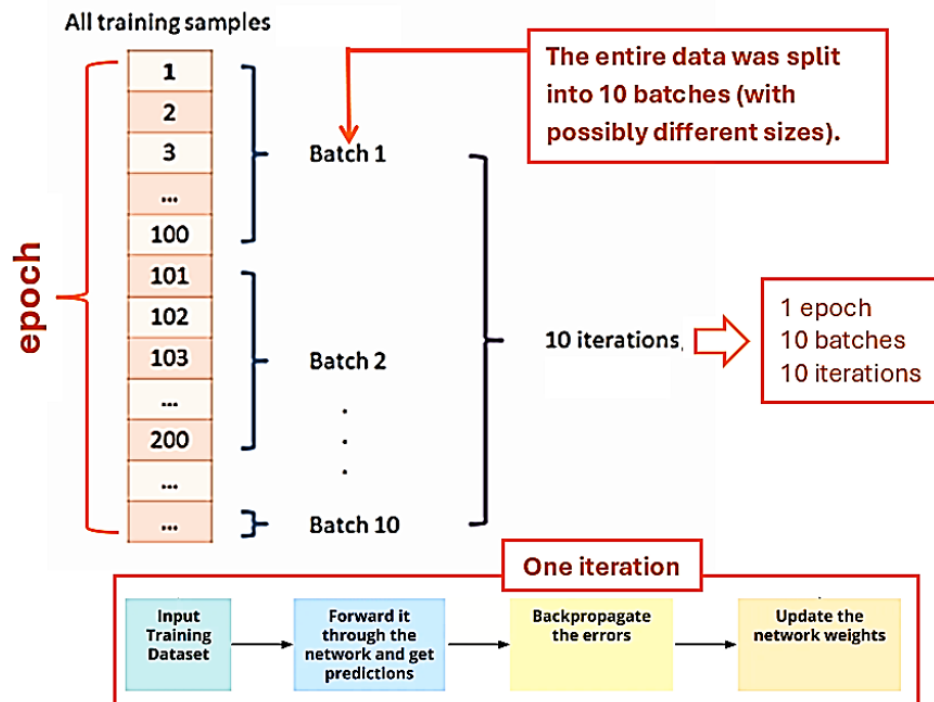 All training samples
1
2
3
...
100
101
102
103
...
200
...
...
epoch
Batch 1
Batch 2
.
.
.
Batch 10
The entire data was split
into 10 batches (with
possibly different sizes).
10 iterations.
1 epoch
10 batches
10 iterations
One iteration
Input
Training
Dataset
Forward it
through the
network and get
predictions
Backpropagate
the errors
Update the
network weights